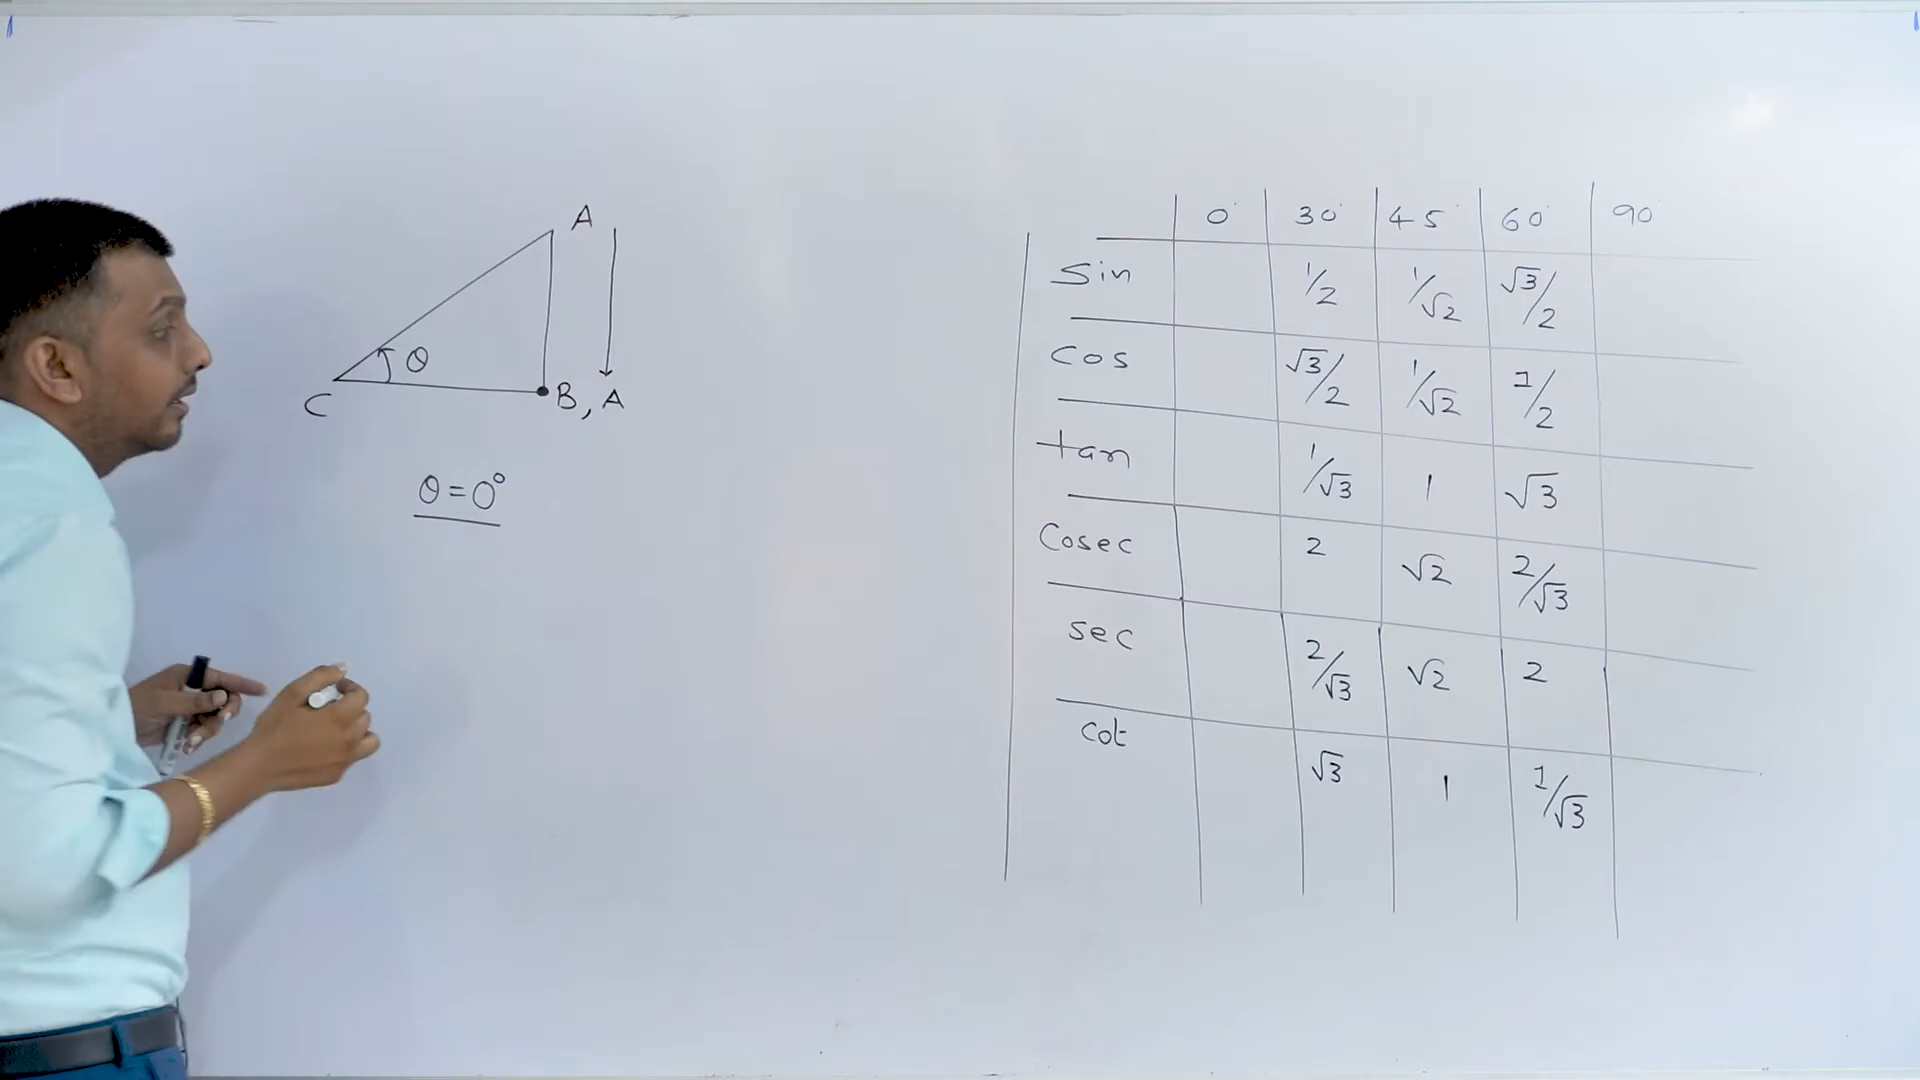 A
θ
C
B, A
θ=0°
0° 30° 45° 60° 90°
Sin 1/2 1/√2 √3/2
Cos √3/2 1/√2 1/2
tan 1/√3 1 √3
Cosec 2 √2 2/√3
sec 2/√3 √2 2
cot √3 1 1/√3